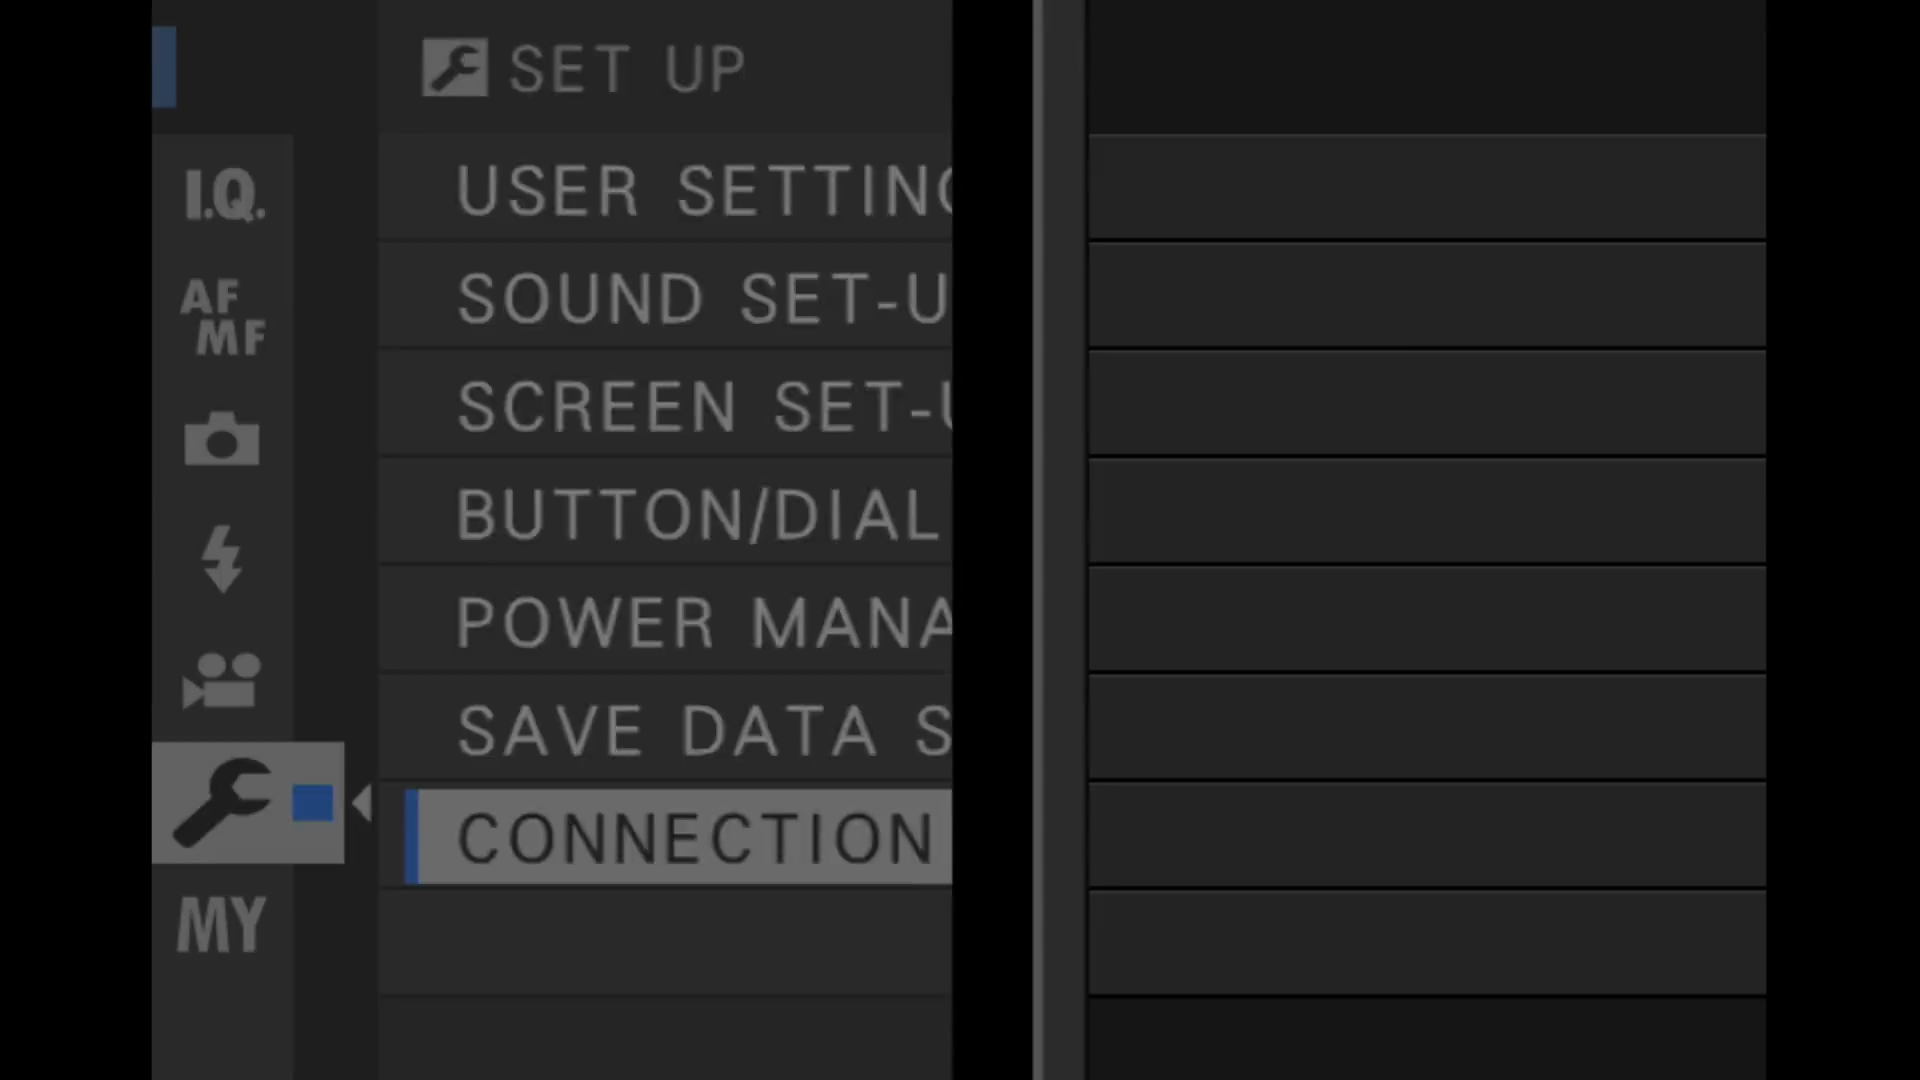 SET UP
I.Q.
USER SETTING
AF
MF
SOUND SET-U
SCREEN SET-U
BUTTON/DIAL
POWER MANA
SAVE DATA S
CONNECTION
MY